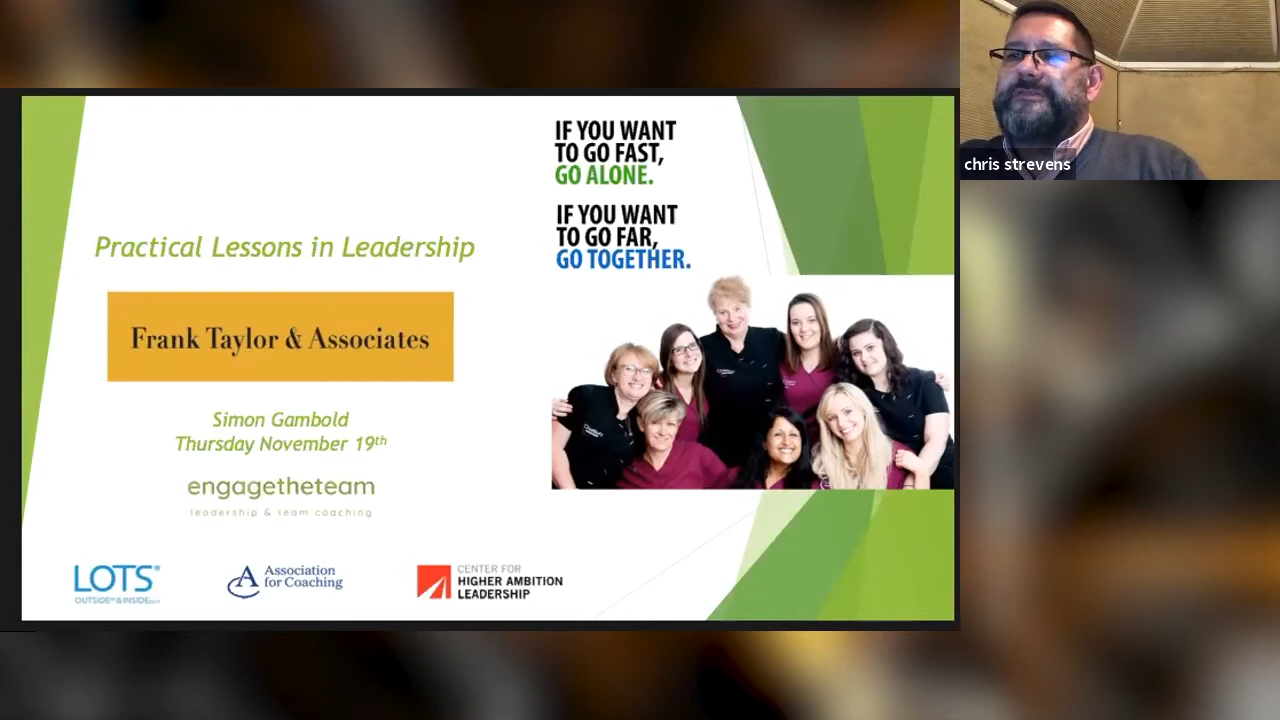 IF YOU WANT
TO GO FAST,
GO ALONE.
IF YOU WANT
TO GO FAR,
GO TOGETHER.
Practical Lessons in Leadership
Frank Taylor & Associates
Simon Gambold
Thursday November 19th
engagetheteam
leadership & team coaching
LOTS®
Association
for Coaching
CENTER FOR
HIGHER AMBITION
LEADERSHIP
chris strevens